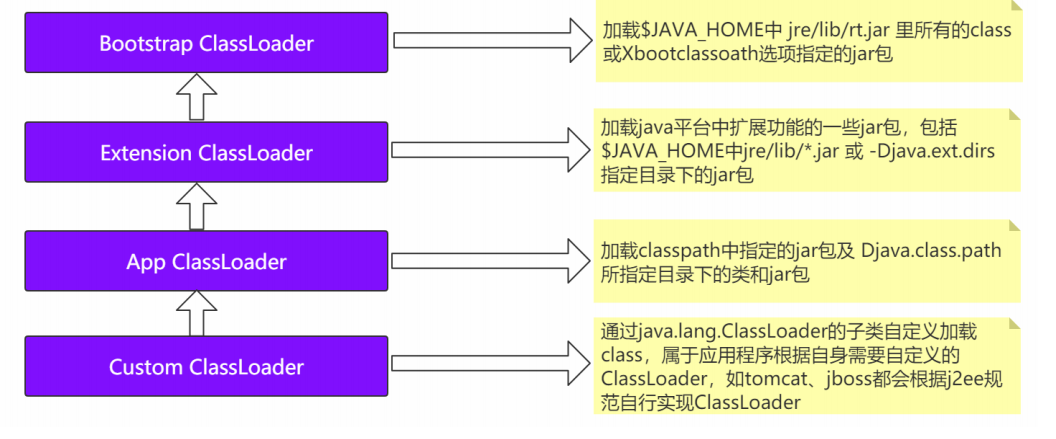 Bootstrap ClassLoader
加载$JAVA_HOME中 jre/lib/rt.jar 里所有的class
或Xbootclassoath选项指定的jar包
Extension ClassLoader
加载java平台中扩展功能的一些jar包，包括
$JAVA_HOME中jre/lib/*.jar 或 -Djava.ext.dirs
指定目录下的jar包
App ClassLoader
加载classpath中指定的jar包及 Djava.class.path
所指定目录下的类和jar包
Custom ClassLoader
通过java.lang.ClassLoader的子类自定义加载
class，属于应用程序根据自身需要自定义的
ClassLoader，如tomcat、jboss都会根据j2ee规
范自行实现ClassLoader